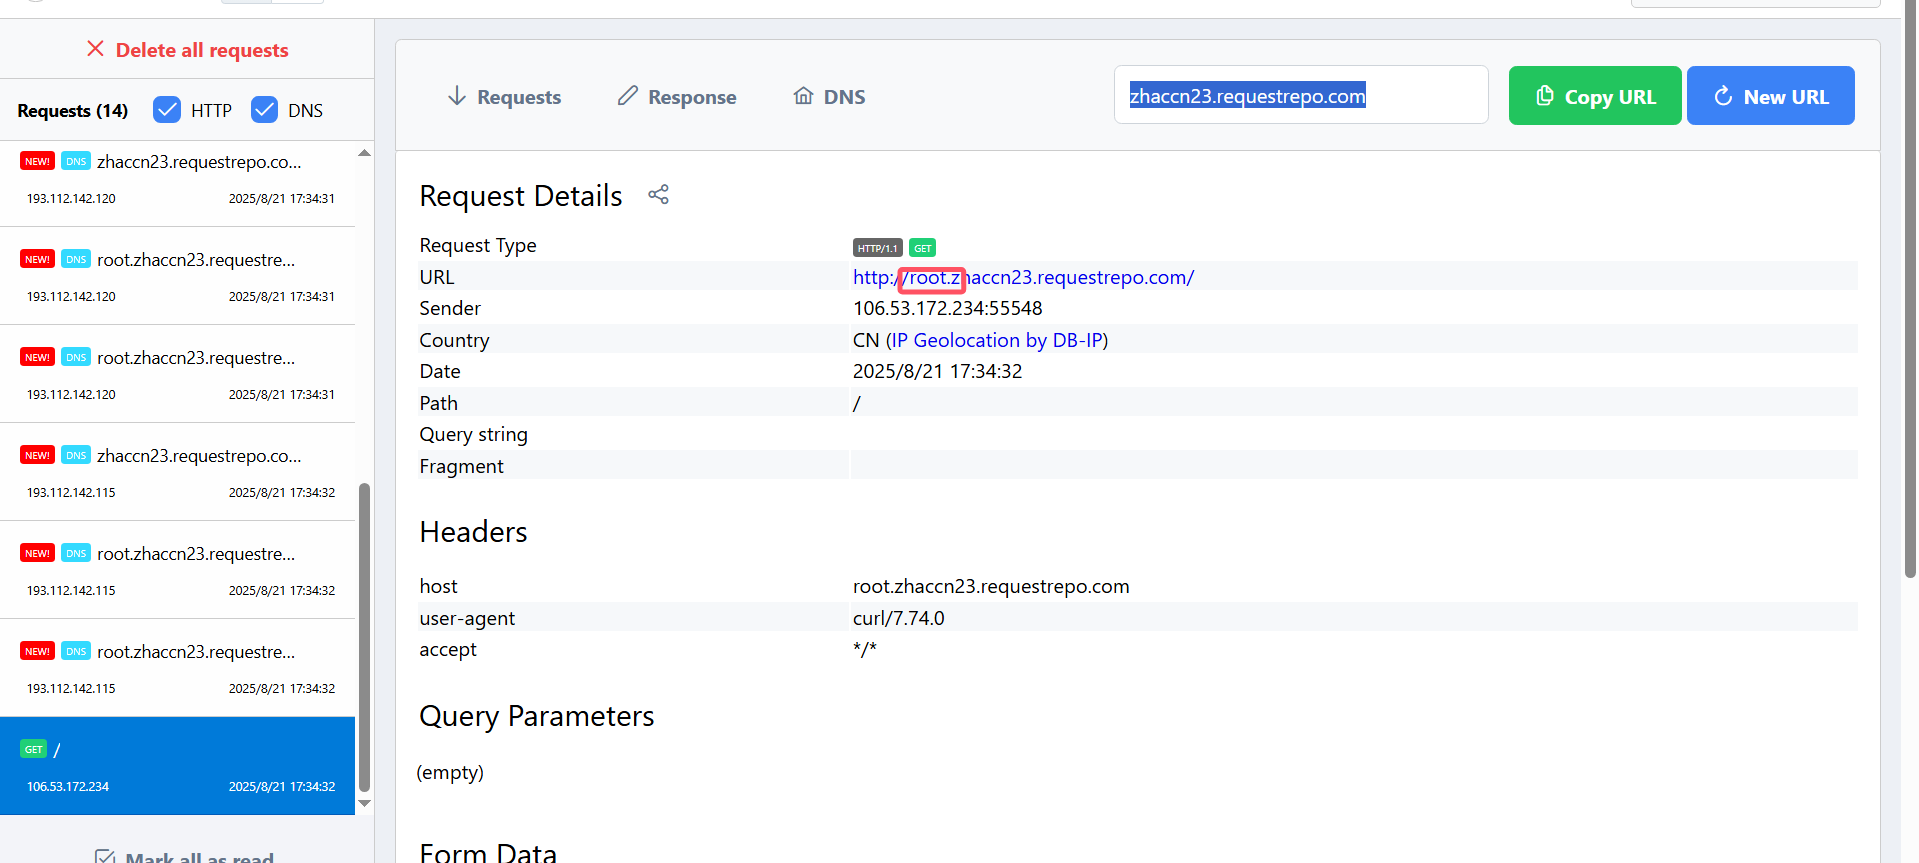 Delete all requests
Requests (14) HTTP DNS
NEW! DNS zhaccn23.requestrepo.co...
193.112.142.120 2025/8/21 17:34:31
NEW! DNS root.zhaccn23.requestre...
193.112.142.120 2025/8/21 17:34:31
NEW! DNS root.zhaccn23.requestre...
193.112.142.120 2025/8/21 17:34:31
NEW! DNS zhaccn23.requestrepo.co...
193.112.142.115 2025/8/21 17:34:32
NEW! DNS root.zhaccn23.requestre...
193.112.142.115 2025/8/21 17:34:32
NEW! DNS root.zhaccn23.requestre...
193.112.142.115 2025/8/21 17:34:32
GET /
106.53.172.234 2025/8/21 17:34:32
Mark all as read
Requests Response DNS zhaccn23.requestrepo.com Copy URL New URL
Request Details
Request Type HTTP/1.1 GET
URL http://root.zhaccn23.requestrepo.com/
Sender 106.53.172.234:55548
Country CN (IP Geolocation by DB-IP)
Date 2025/8/21 17:34:32
Path /
Query string
Fragment
Headers
host root.zhaccn23.requestrepo.com
user-agent curl/7.74.0
accept */*
Query Parameters
(empty)
Form Data